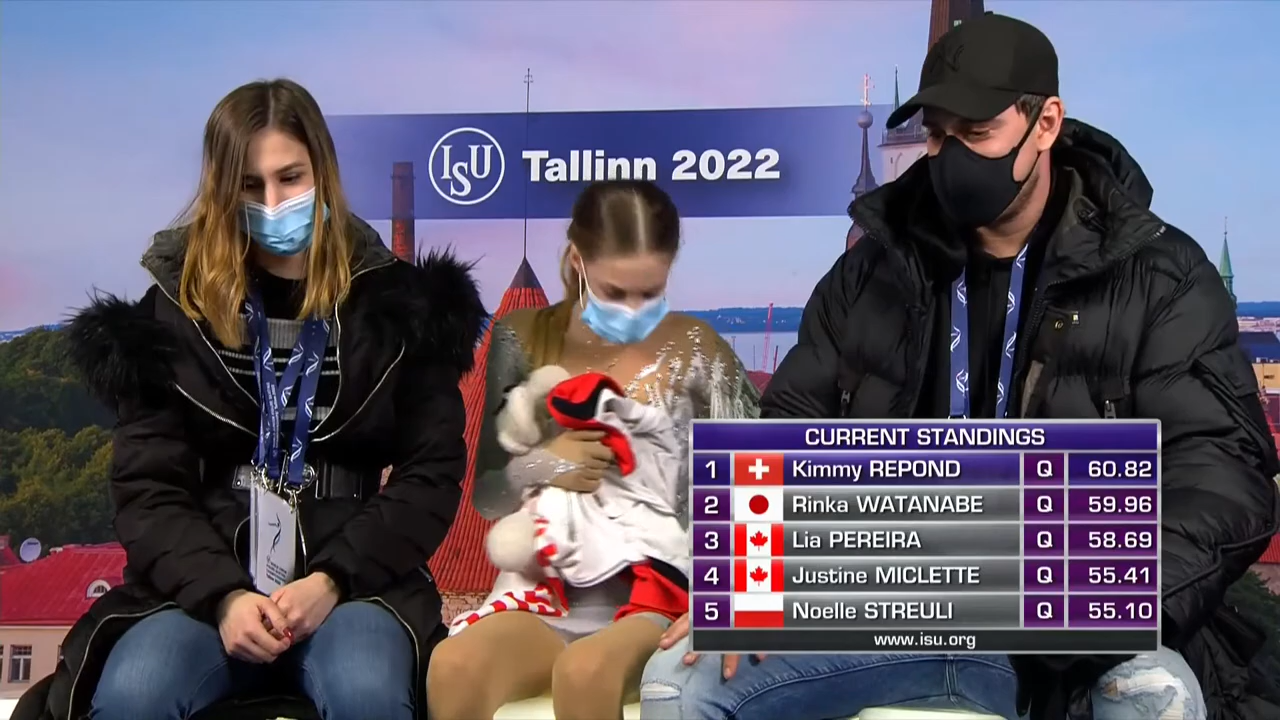 ISU Tallinn 2022
CURRENT STANDINGS
1 Kimmy REPOND Q 60.82
2 Rinka WATANABE Q 59.96
3 Lia PEREIRA Q 58.69
4 Justine MICLETTE Q 55.41
5 Noelle STREULI Q 55.10
www.isu.org